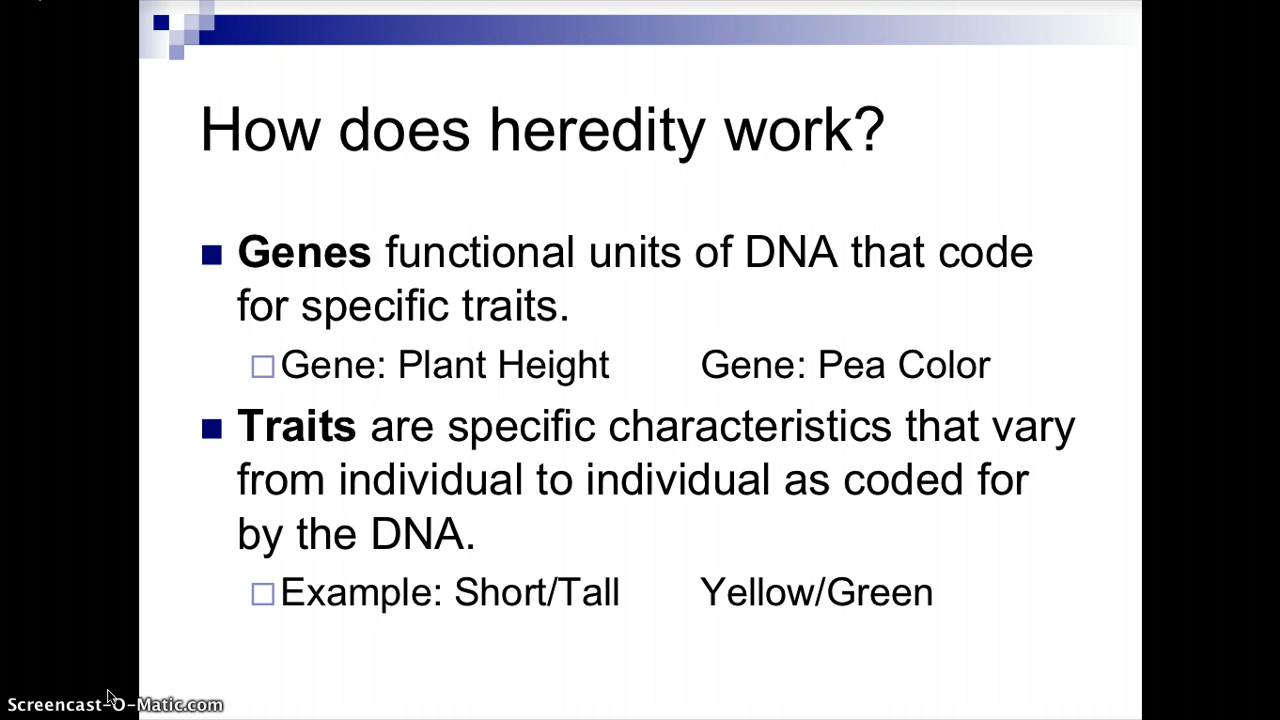 How does heredity work?
Genes functional units of DNA that code
for specific traits.
Gene: Plant Height Gene: Pea Color
Traits are specific characteristics that vary
from individual to individual as coded for
by the DNA.
Example: Short/Tall Yellow/Green
Screencast-O-Matic.com